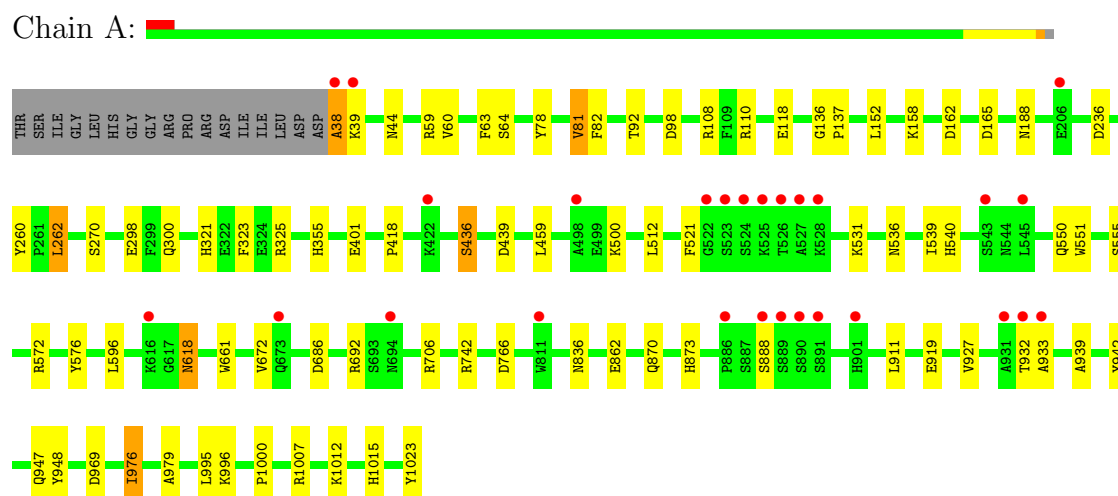 Chain A:
THR SER ILE GLY LEU HIS GLY GLY ARG PRO ARG ASP ILE ILE LEU ASP ASP A38 K39 N44 R59 V60 F63 S64 Y78 V81 F82 T92 D98 R108 F109 R110 E118 G136 P137 L152 K158 D162 D165 N188 E206 D236
Y260 P261 L262 S270 E298 F299 Q300 H321 E322 F323 E324 R325 H355 E401 P418 K422 S436 D439 L459 A498 E499 K500 L512 F521 G522 S523 S524 K525 T526 A527 K528 K531 N536 I539 H540 S543 N544 L545 Q550 W551 S555
R572 Y576 L596 K616 G617 N618 W661 V672 Q673 D686 R692 S693 N694 R706 R742 D766 W811 N836 E862 Q870 H873 P886 S887 S888 S889 S890 S891 H901 L911 E919 V927 A931 T932 A933 A939 Y942
Q947 Y948 D969 I976 A979 L995 K996 P1000 R1007 K1012 H1015 Y1023